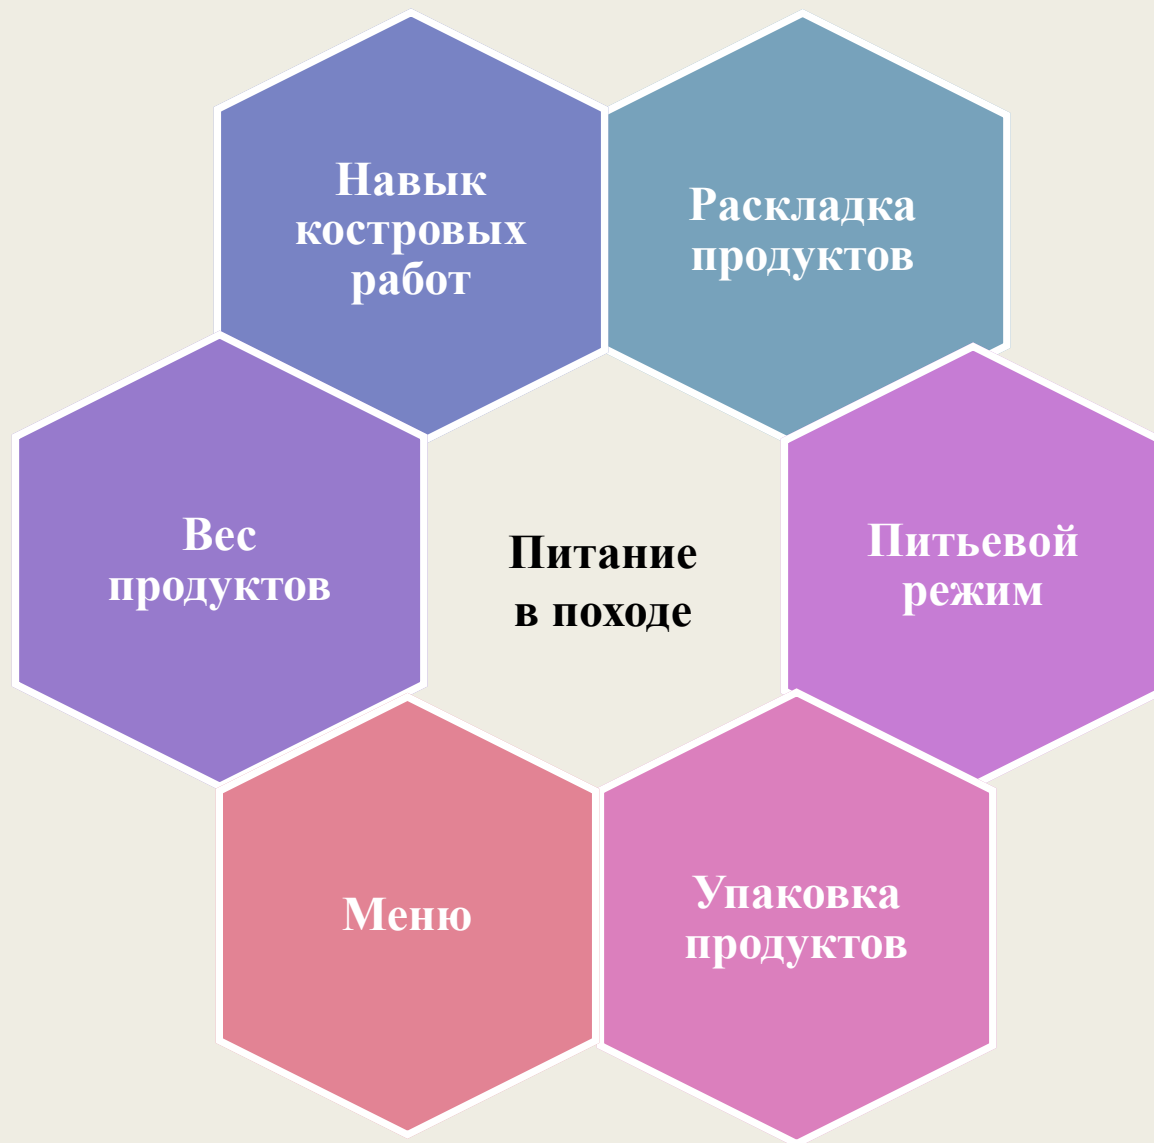 Навык
костровых
работ
Раскладка
продуктов
Вес
продуктов
Питание
в походе
Питьевой
режим
Меню
Упаковка
продуктов